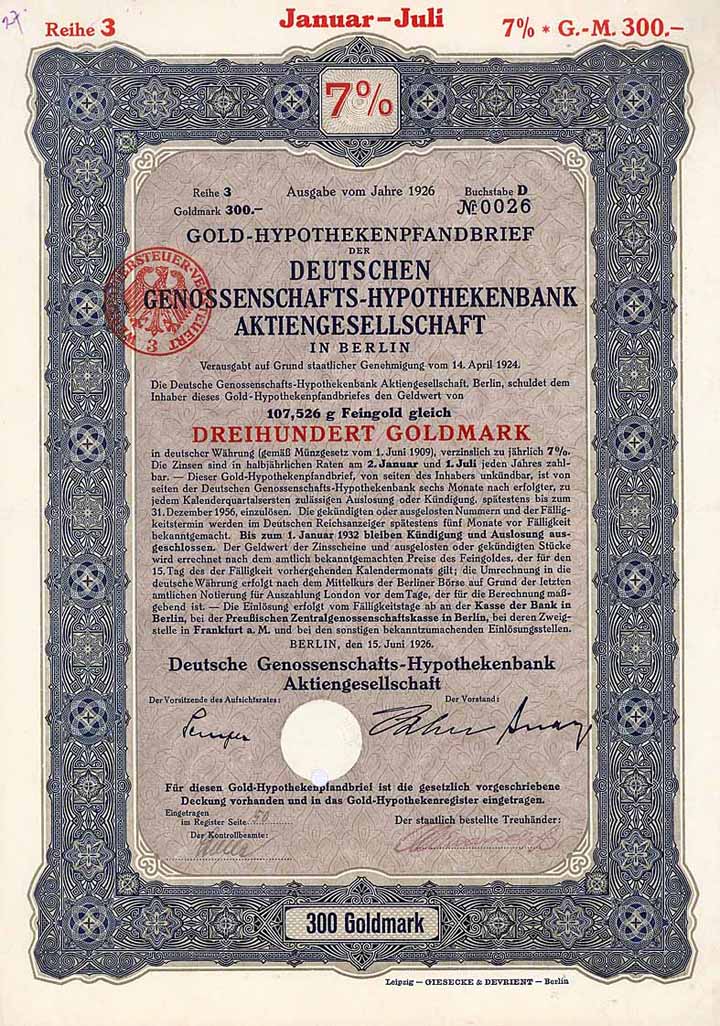 Reihe 3
Januar-Juli
7% * G.-M. 300.–
7%
Reihe 3 Ausgabe vom Jahre 1926 Buchstabe D
Goldmark 300.– № 0026
GOLD-HYPOTHEKENPFANDBRIEF
DER
DEUTSCHEN
GENOSSENSCHAFTS-HYPOTHEKENBANK
AKTIENGESELLSCHAFT
IN BERLIN
Verausgabt auf Grund staatlicher Genehmigung vom 14. April 1924.
Die Deutsche Genossenschafts-Hypothekenbank Aktiengesellschaft, Berlin, schuldet dem
Inhaber dieses Gold-Hypothekenpfandbriefes den Geldwert von
107,526 g Feingold gleich
DREIHUNDERT GOLDMARK
in deutscher Währung (gemäß Münzgesetz vom 1. Juni 1909), verzinslich zu jährlich 7%.
Die Zinsen sind in halbjährlichen Raten am 2. Januar und 1. Juli jeden Jahres zahl-
bar. — Dieser Gold-Hypothekenpfandbrief, von seiten des Inhabers unkündbar, ist von
seiten der Deutschen Genossenschafts-Hypothekenbank sechs Monate nach erfolgter, zu
jedem Kalenderquartalsersten zulässigen Auslosung oder Kündigung, spätestens bis zum
31. Dezember 1956, einzulösen. Die gekündigten oder ausgelosten Nummern und der Fällig-
keitstermin werden im Deutschen Reichsanzeiger spätestens fünf Monate vor Fälligkeit
bekanntgemacht. Bis zum 1. Januar 1932 bleiben Kündigung und Auslosung aus-
geschlossen. Der Geldwert der Zinsscheine und ausgelosten oder gekündigten Stücke
wird errechnet nach dem amtlich bekanntgemachten Preise des Feingoldes, der für den
15. Tag des der Fälligkeit vorhergehenden Kalendermonats gilt; die Umrechnung in die
deutsche Währung erfolgt nach dem Mittelkurs der Berliner Börse auf Grund der letzten
amtlichen Notierung für Auszahlung London vor dem Tage, der für die Berechnung maß-
gebend ist. — Die Einlösung erfolgt vom Fälligkeitstage ab an der Kasse der Bank in
Berlin, bei der Preußischen Zentralgenossenschaftskasse in Berlin, bei deren Zweig-
stelle in Frankfurt a. M. und bei den sonstigen bekanntzumachenden Einlösungsstellen.
BERLIN, den 15. Juni 1926.
Deutsche Genossenschafts-Hypothekenbank
Aktiengesellschaft
Der Vorsitzende des Aufsichtsrates: Der Vorstand:
Für diesen Gold-Hypothekenpfandbrief ist die gesetzlich vorgeschriebene
Deckung vorhanden und in das Gold-Hypothekenregister eingetragen.
Eingetragen
im Register Seite
Der Kontrollbeamte:
Der staatlich bestellte Treuhänder:
300 Goldmark
Leipzig – GIESECKE & DEVRIENT – Berlin